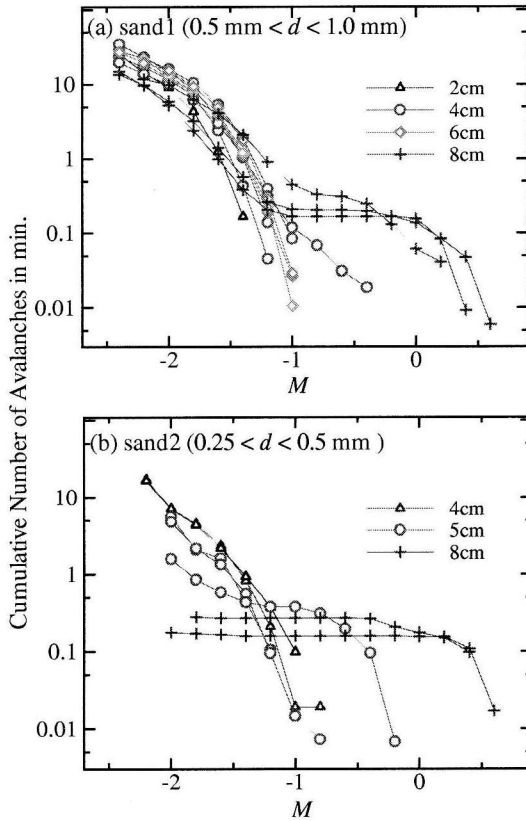 (a) sand1 (0.5 mm < d < 1.0 mm)
2cm
4cm
6cm
8cm
10
1
0.1
0.01
-2
-1
0
M
Cumulative Number of Avalanches in min.
(b) sand2 (0.25 < d < 0.5 mm )
4cm
5cm
8cm
10
1
0.1
0.01
-2
-1
0
M